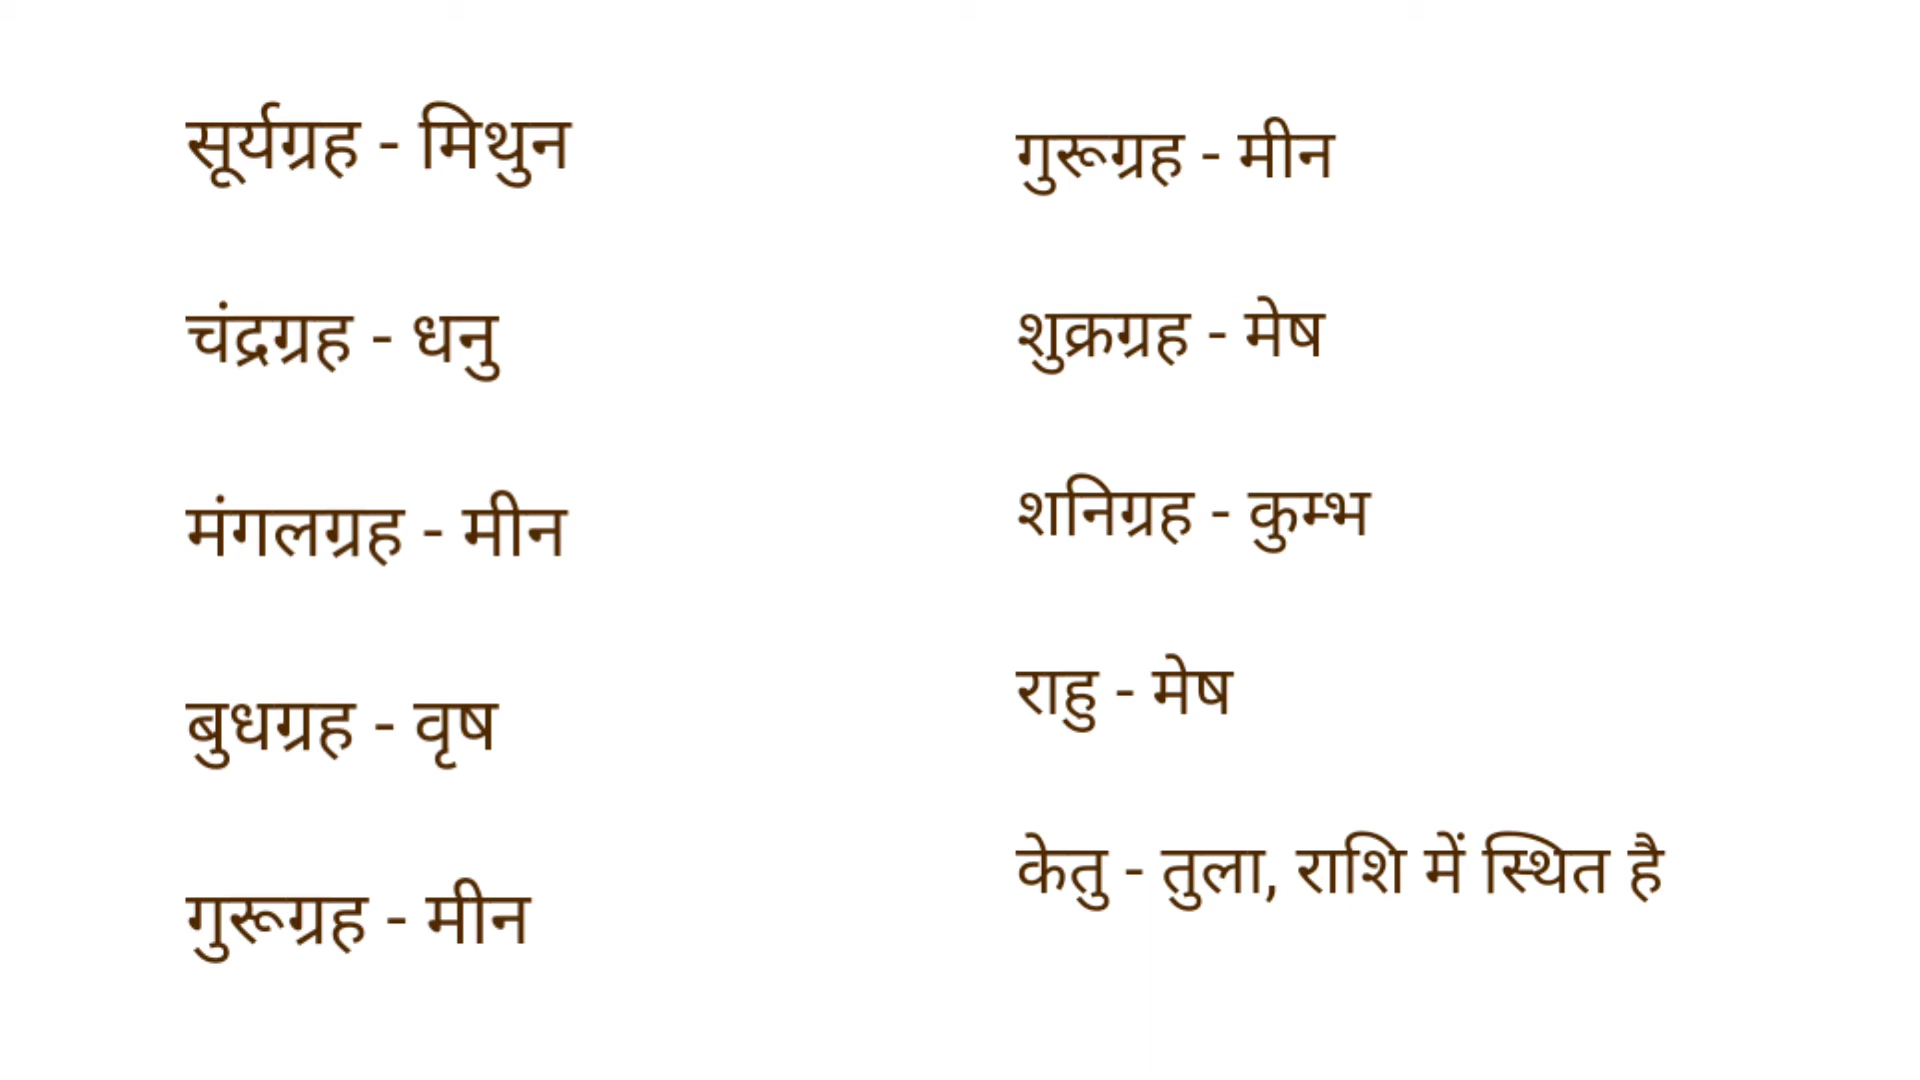 सूर्यग्रह - मिथुन
चंद्रग्रह - धनु
मंगलग्रह - मीन
बुधग्रह - वृष
गुरूग्रह - मीन
गुरूग्रह - मीन
शुक्रग्रह - मेष
शनिग्रह - कुम्भ
राहु - मेष
केतु - तुला, राशि में स्थित है